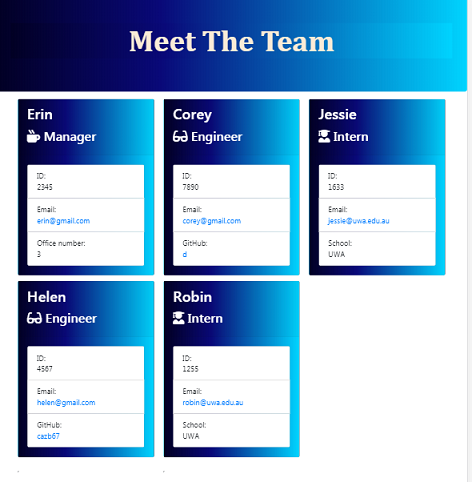 Meet The Team
Erin
Manager
ID:
2345
Email:
erin@gmail.com
Office number:
3
Corey
Engineer
ID:
7890
Email:
corey@gmail.com
GitHub:
d
Jessie
Intern
ID:
1633
Email:
jessie@uwa.edu.au
School:
UWA
Helen
Engineer
ID:
4567
Email:
helen@gmail.com
GitHub:
cazb67
Robin
Intern
ID:
1255
Email:
robin@uwa.edu.au
School:
UWA